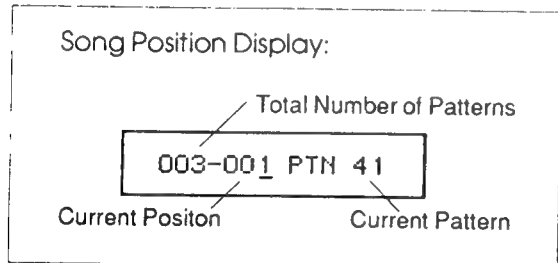 Song Position Display:
Total Number of Patterns
003-001 PTN 41
Current Positon
Current Pattern